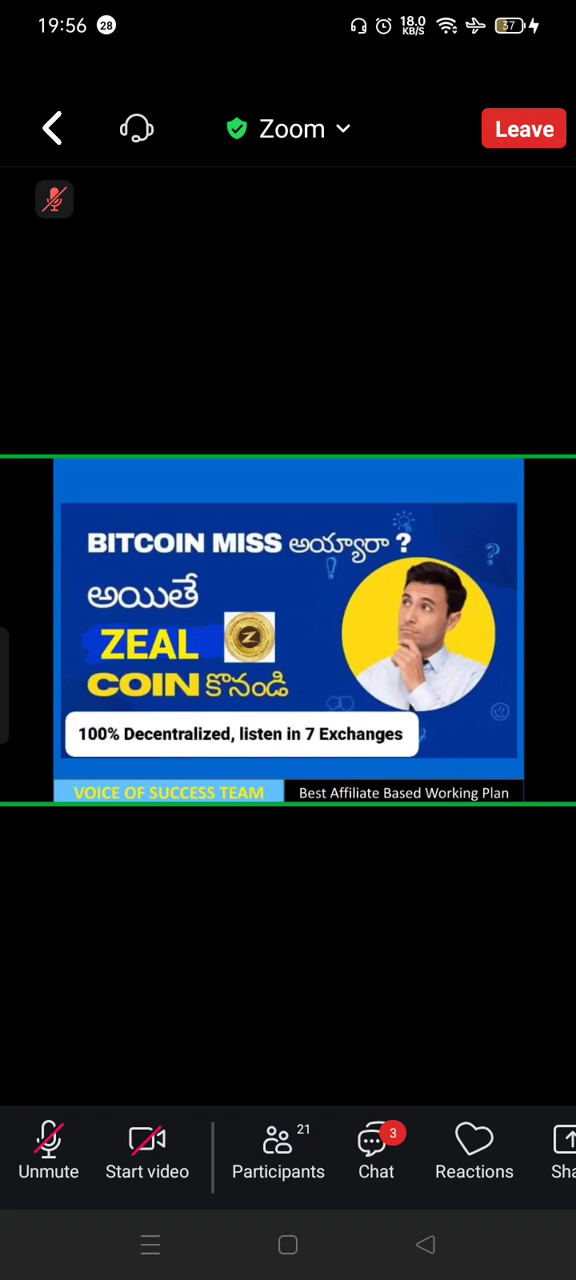 19:56 28 18.0 KB/S 37
Zoom Leave
BITCOIN MISS అయ్యారా ?
అయితే
ZEAL Z
COIN కొనండి
100% Decentralized, listen in 7 Exchanges
VOICE OF SUCCESS TEAM Best Affiliate Based Working Plan
21 3
Unmute Start video Participants Chat Reactions Sha